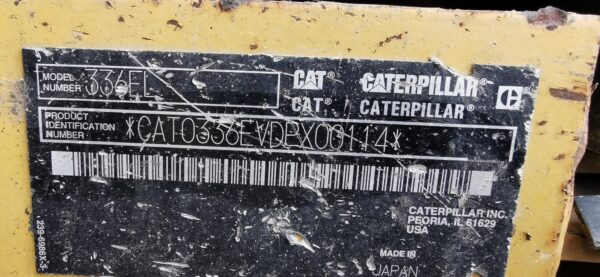 MODEL NUMBER 336EL
CAT CATERPILLAR
CAT CATERPILLAR
PRODUCT IDENTIFICATION NUMBER *CAT0336EVDPX00114*
CATERPILLAR INC.
PEORIA, IL 61629
USA
MADE IN
JAPAN